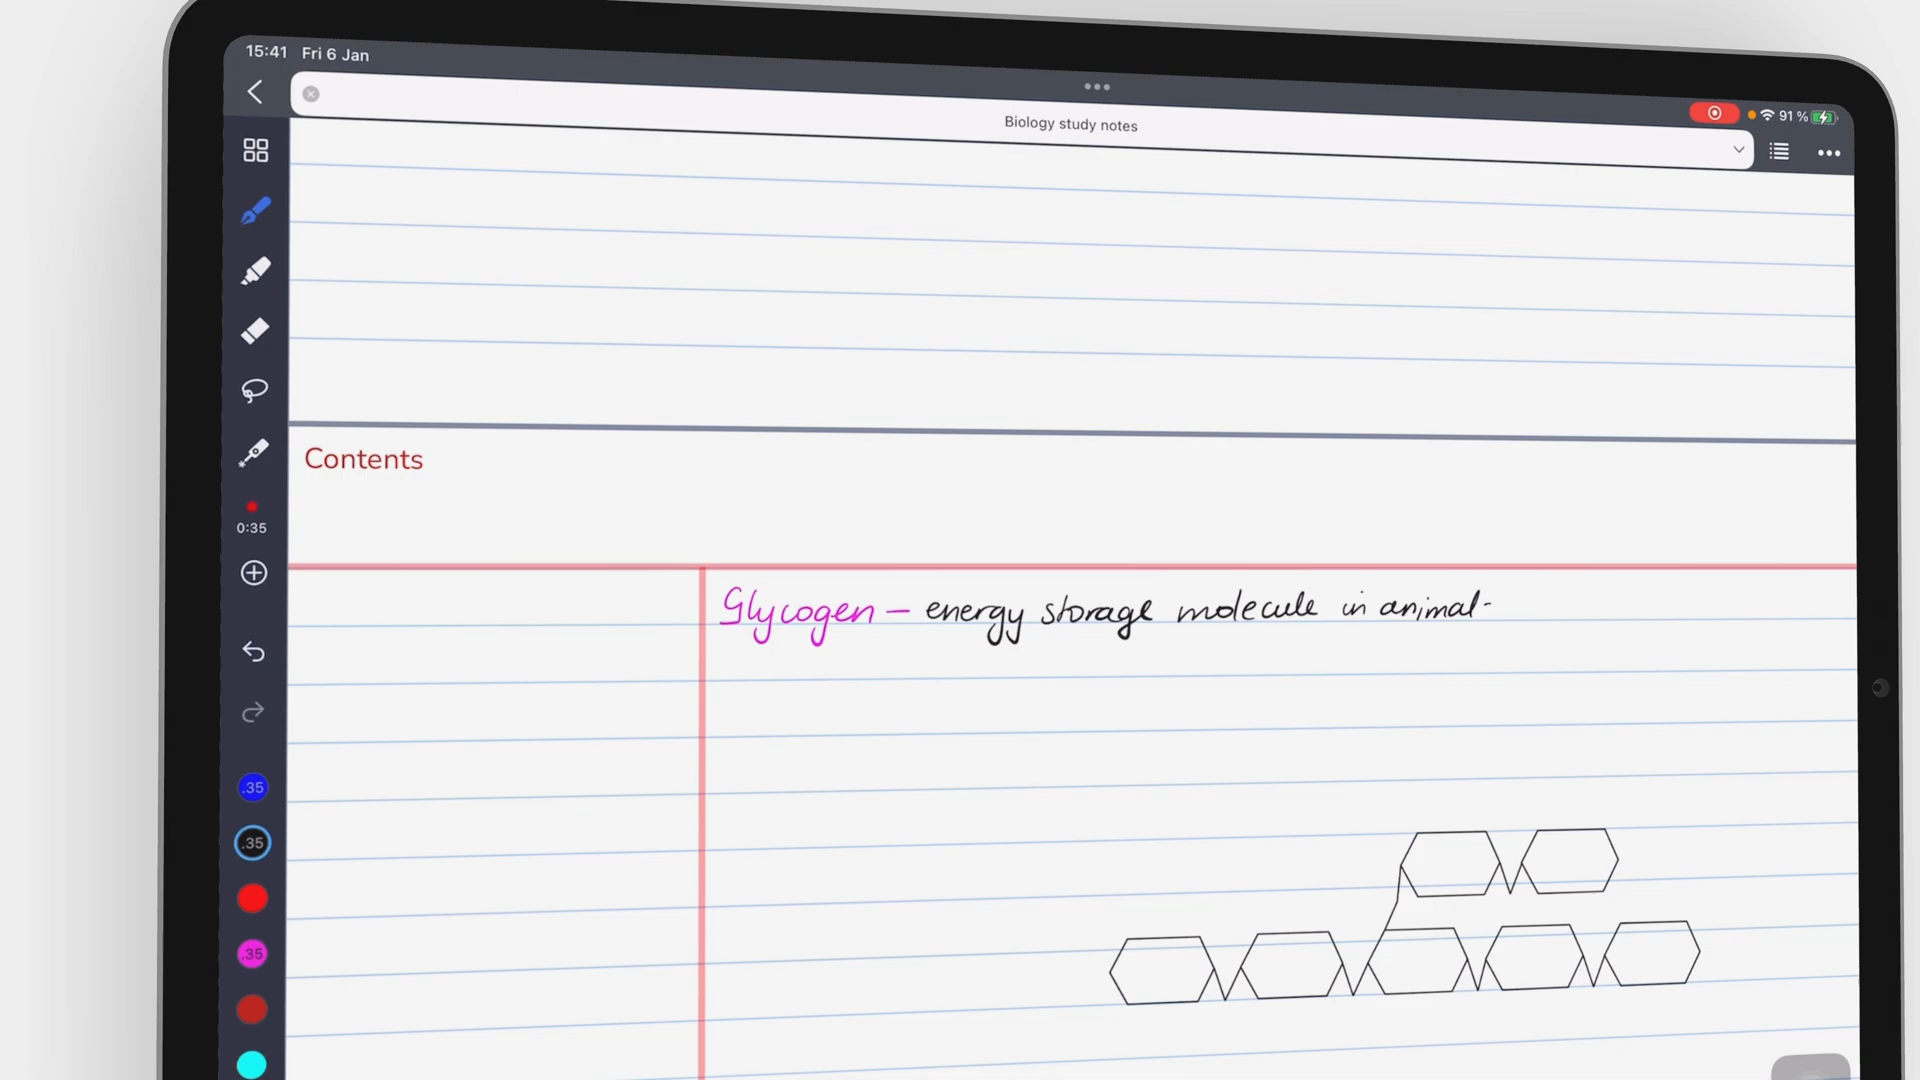 15:41 Fri 6 Jan
Biology study notes
91 %
0:35
Contents
Glycogen – energy storage molecule in animal-
.35
.35
.35